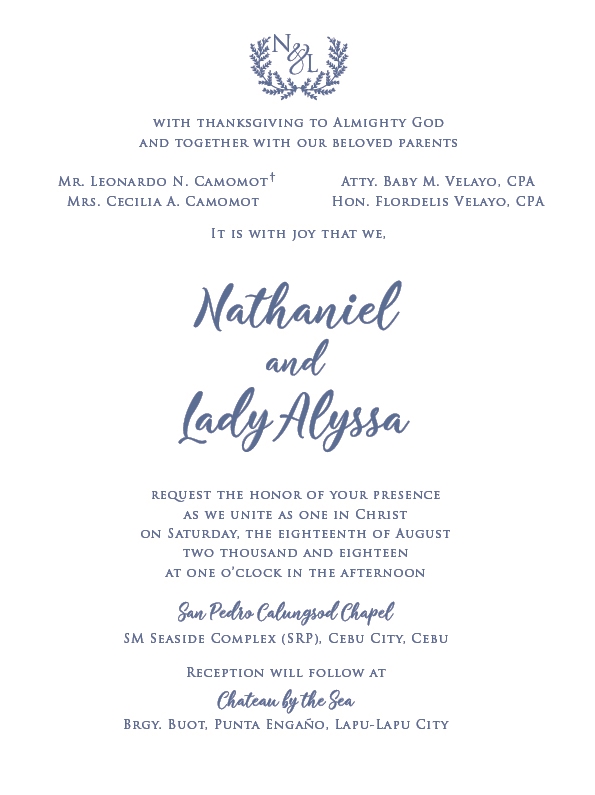 N & L
WITH THANKSGIVING TO ALMIGHTY GOD
AND TOGETHER WITH OUR BELOVED PARENTS
MR. LEONARDO N. CAMOMOT† ATTY. BABY M. VELAYO, CPA
MRS. CECILIA A. CAMOMOT HON. FLORDELIS VELAYO, CPA
IT IS WITH JOY THAT WE,
Nathaniel
and
Lady Alyssa
REQUEST THE HONOR OF YOUR PRESENCE
AS WE UNITE AS ONE IN CHRIST
ON SATURDAY, THE EIGHTEENTH OF AUGUST
TWO THOUSAND AND EIGHTEEN
AT ONE O'CLOCK IN THE AFTERNOON
San Pedro Calungsod Chapel
SM SEASIDE COMPLEX (SRP), CEBU CITY, CEBU
RECEPTION WILL FOLLOW AT
Chateau by the Sea
BRGY. BUOT, PUNTA ENGAÑO, LAPU-LAPU CITY